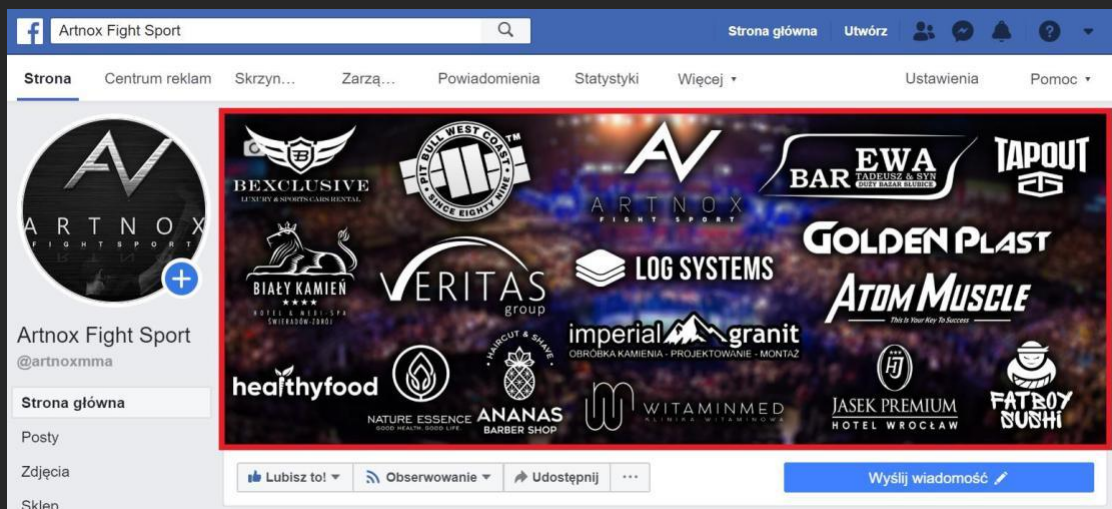 Artnox Fight Sport
Strona główna
Utwórz
Strona
Centrum reklam
Skrzyn...
Zarzą...
Powiadomienia
Statystyki
Więcej
Ustawienia
Pomoc
ARTNOX
FIGHT SPORT
Artnox Fight Sport
@artnoxmma
Strona główna
Posty
Zdjęcia
Sklep
BEXCLUSIVE
LUXURY & SPORTS CARS RENTAL
PIT BULL WEST COAST™
SINCE EIGHTY NINE
ARTNOX
FIGHT SPORT
BAR EWA
TADEUSZ & SYN
DUŻY BAZAR SŁUBICE
TAPOUT
BIAŁY KAMIEŃ
HOTEL & MEDI-SPA
ŚWIERADÓW-ZDRÓJ
VERITAS
group
LOG SYSTEMS
GOLDEN PLAST
ATOM MUSCLE
This Is Your Key To Success
imperial granit
OBRÓBKA KAMIENIA - PROJEKTOWANIE - MONTAŻ
healthyfood
NATURE ESSENCE
GOOD HEALTH, GOOD LIFE.
HAIRCUT & SHAVE
ANANAS
BARBER SHOP
WITAMINMED
KLINIKA WITAMINOWA
HJ
JASEK PREMIUM
HOTEL WROCŁAW
FATBOY
SUSHI
Lubisz to!
Obserwowanie
Udostępnij
Wyślij wiadomość